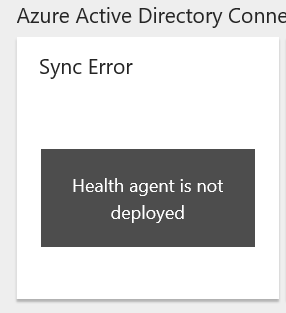 Azure Active Directory Conne
Sync Error
Health agent is not
deployed